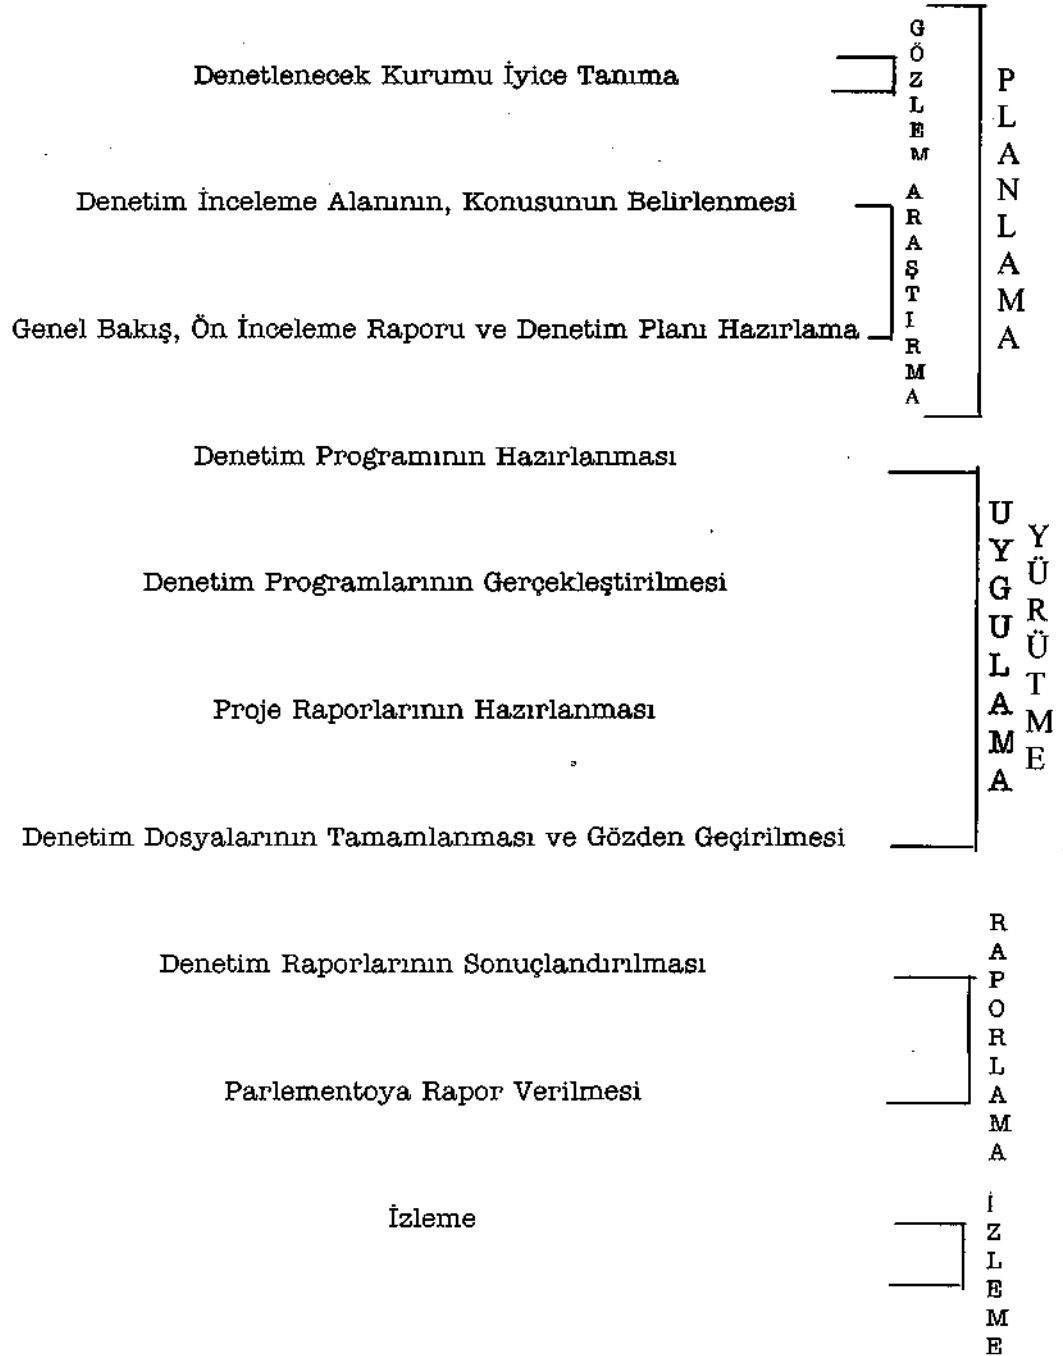 Denetlenecek Kurumu İyice Tanıma
GÖZLEM
Denetim İnceleme Alanının, Konusunun Belirlenmesi
Genel Bakış, Ön İnceleme Raporu ve Denetim Planı Hazırlama
ARAŞTIRMA
PLANLAMA
Denetim Programının Hazırlanması
Denetim Programlarının Gerçekleştirilmesi
Proje Raporlarının Hazırlanması
Denetim Dosyalarının Tamamlanması ve Gözden Geçirilmesi
UYGULAMA
YÜRÜTME
Denetim Raporlarının Sonuçlandırılması
Parlementoya Rapor Verilmesi
RAPORLAMA
İzleme
İZLEME